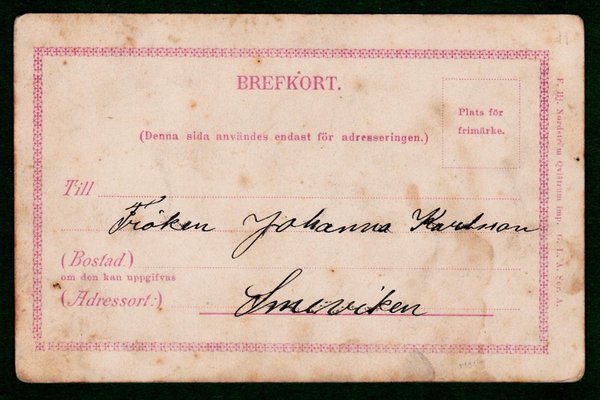 BREFKORT.
Plats för
frimärke.
(Denna sida användes endast för adresseringen.)
Till
Fröken Johanna Karlsson
(Bostad)
om den kan uppgifvas
(Adressort:)